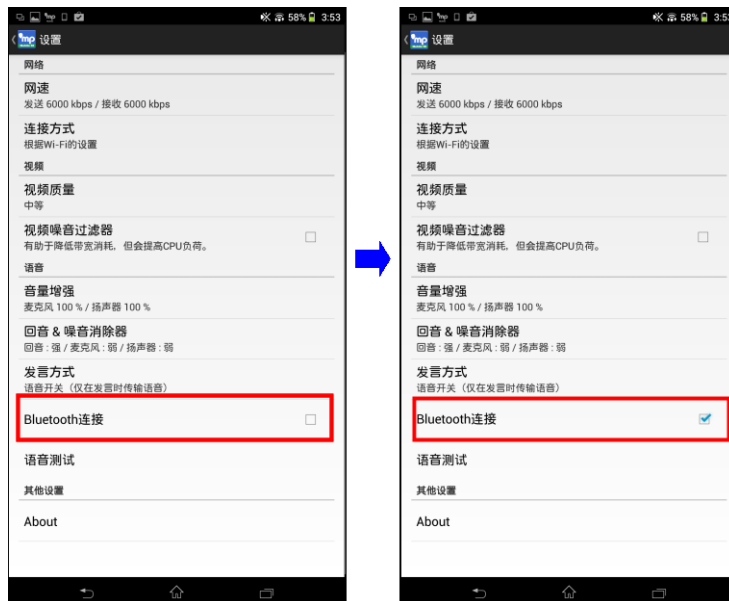 58% 3:53
mp 设置
网络
网速
发送 6000 kbps / 接收 6000 kbps
连接方式
根据Wi-Fi的设置
视频
视频质量
中等
视频噪音过滤器
有助于降低带宽消耗，但会提高CPU负荷。
语音
音量增强
麦克风 100 % / 扬声器 100 %
回音 & 噪音消除器
回音 : 强 / 麦克风 : 弱 / 扬声器 : 弱
发言方式
语音开关（仅在发言时传输语音）
Bluetooth连接
语音测试
其他设置
About
58% 3:53
mp 设置
网络
网速
发送 6000 kbps / 接收 6000 kbps
连接方式
根据Wi-Fi的设置
视频
视频质量
中等
视频噪音过滤器
有助于降低带宽消耗，但会提高CPU负荷。
语音
音量增强
麦克风 100 % / 扬声器 100 %
回音 & 噪音消除器
回音 : 强 / 麦克风 : 弱 / 扬声器 : 弱
发言方式
语音开关（仅在发言时传输语音）
Bluetooth连接
语音测试
其他设置
About